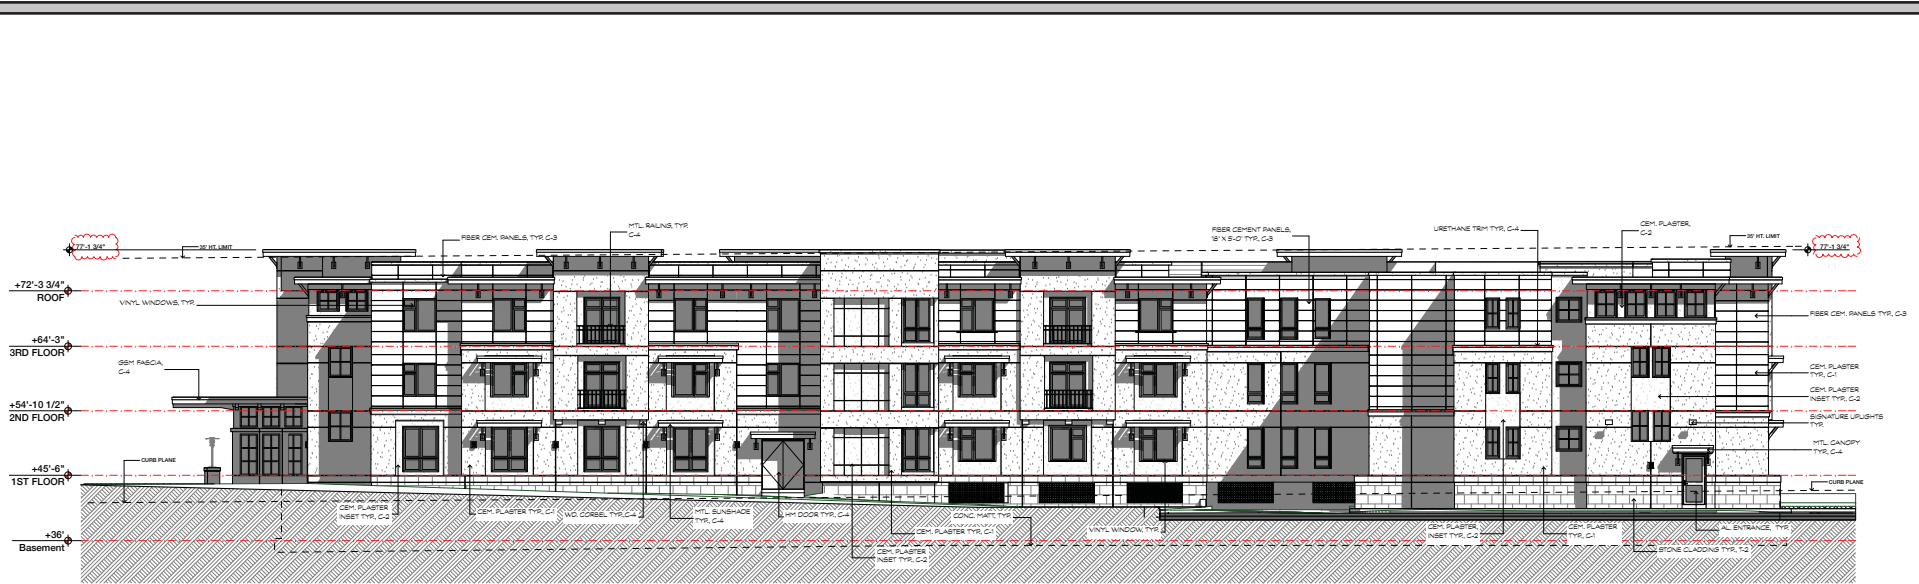 MTL. RAILING, TYP.
C-4
FIBER CEM. PANELS, TYP. C-3
FIBER CEMENT PANELS,
18" X 5'-0" TYP., C-3
URETHANE TRIM TYP., C-4
CEM. PLASTER,
C-2
77'-1 3/4"
35' HT. LIMIT
35' HT. LIMIT
77'-1 3/4"
+72'-3 3/4"
ROOF
VINYL WINDOWS, TYP.
FIBER CEM. PANELS TYP., C-3
+64'-3"
3RD FLOOR
GSM FASCIA,
C-4
CEM. PLASTER
TYP., C-1
CEM. PLASTER
INSET TYP., C-2
+54'-10 1/2"
2ND FLOOR
SIGNATURE UPLIGHTS
TYP.
MTL. CANOPY
TYP., C-4
CURB PLANE
+45'-6"
1ST FLOOR
CURB PLANE
CEM. PLASTER
INSET TYP., C-2
CEM. PLASTER TYP., C-1
WD. CORBEL TYP., C-4
MTL. SUNSHADE
TYP., C-4
HM DOOR TYP., C-4
CONC. MATT, TYP.
CEM. PLASTER TYP., C-1
VINYL WINDOW, TYP.
CEM. PLASTER,
INSET TYP., C-2
CEM. PLASTER
TYP., C-1
AL. ENTRANCE, TYP.
+36'
Basement
CEM. PLASTER
INSET TYP., C-2
STONE CLADDING TYP., T-2